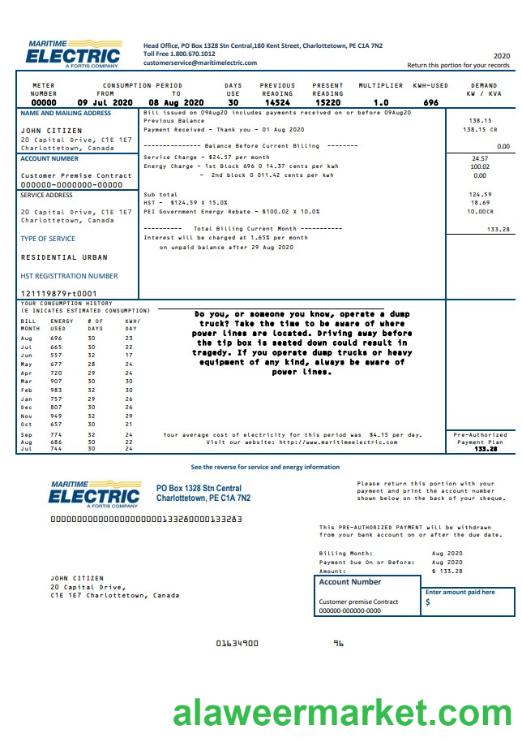 MARITIME
ELECTRIC
A FORTIS COMPANY
Head Office, PO Box 1328 Stn Central,180 Kent Street, Charlottetown, PE C1A 7N2
Toll Free 1.800.670.1012
customerservice@maritimeelectric.com
2020
Return this portion for your records
METER CONSUMPTION PERIOD DAYS PREVIOUS PRESENT MULTIPLIER KWH-USED DEMAND
NUMBER FROM TO USE READING READING KW / KVA
00000 09 Jul 2020 08 Aug 2020 30 14524 15220 1.0 696
NAME AND MAILING ADDRESS
JOHN CITIZEN
20 Capital Drive, C1E 1E7
Charlottetown, Canada
ACCOUNT NUMBER
Customer Premise Contract
000000-0000000-00000
SERVICE ADDRESS
20 Capital Drive, C1E 1E7
Charlottetown, Canada
TYPE OF SERVICE
RESIDENTIAL URBAN
HST REGISTTRATION NUMBER
121119879rt0001
Bill issued on 09Aug20 includes payments received on or before 09Aug20
Previous Balance 138.15
Payment Received - Thank you - 01 Aug 2020 138.15 CR
--------------- Balance Before Current Billing -------- 0.00
Service Charge - $24.57 per month 24.57
Energy Charge - 1st Block 696 @ 14.37 cents per kwh 100.02
- 2nd block 0 @11.42 cents per kwh 0.00
Sub total 124.59
HST - $124.59 X 15.0% 18.69
PEI Government Energy Rebate - $100.02 X 10.0% 10.00CR
---------- Total Billing Current Month ----------- 133.28
Interest will be charged at 1.65% per month
on unpaid balance after 29 Aug 2020
YOUR CONSUMPTION HISTORY
(E INICATES ESTIMATED CONSUMPTION)
BILL ENERGY # OF KWH/
MONTH USED DAYS DAY
Aug 696 30 23
Jul 665 30 22
Jun 557 32 17
May 677 28 24
Apr 720 29 24
Mar 907 30 30
Feb 983 32 30
Jan 757 29 26
Dec 807 30 26
Nov 949 32 29
Oct 657 30 21
Sep 774 32 24
Aug 686 30 22
Jul 744 30 24
Do you, or someone you know, operate a dump
truck? Take the time to be aware of where
power lines are located. Driving away before
the tip box is seated down could result in
tragedy. If you operate dump trucks or heavy
equipment of any kind, always be aware of
power lines.
Your average cost of electricity for this period was $4.15 per day.
Visit our website: http://www.maritimeelectric.com
Pre-Authorized
Payment Plan
133.28
See the reverse for service and energy information
MARITIME
ELECTRIC
A FORTIS COMPANY
PO Box 1328 Stn Central
Charlottetown, PE C1A 7N2
Please return this portion with your
payment and print the account number
shown below on the back of your cheque.
This PRE-AUTHORIZED PAYMENT will be withdrawn
from your bank account on or after the due date.
Billing Month: Aug 2020
Payment Due On or Before: Aug 2020
Amount: $ 133.28
JOHN CITIZEN
20 Capital Drive,
C1E 1E7 Charlottetown, Canada
Account Number
Customer premise Contract
000000-000000-0000
Enter amount paid here
$
01634900 96
alaweermarket.com